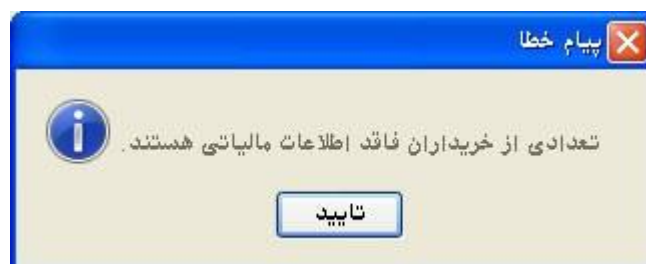 پیام خطا
تعدادی از خریداران فاقد اطلاعات مالیاتی هستند.
تایید